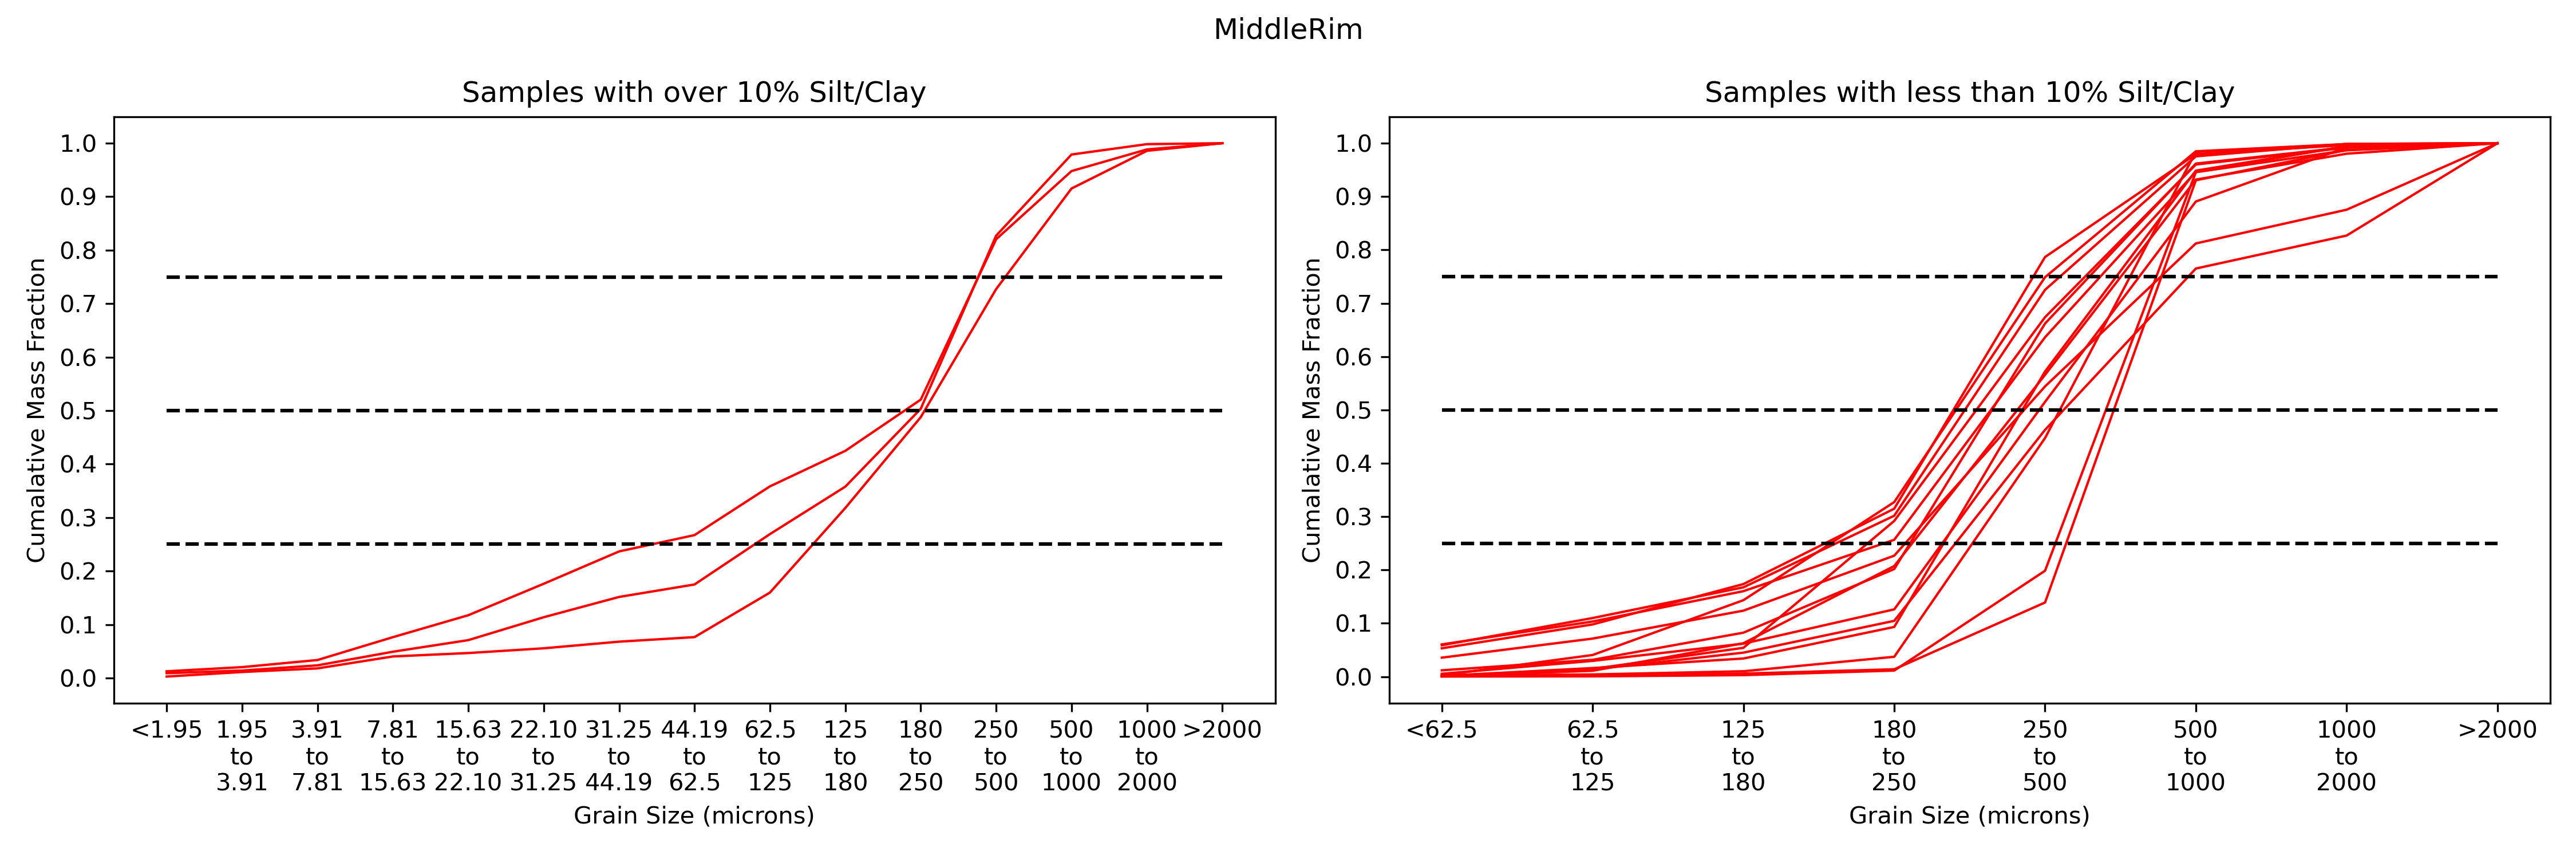 MiddleRim
Samples with over 10% Silt/Clay
Cumalative Mass Fraction
1.0
0.9
0.8
0.7
0.6
0.5
0.4
0.3
0.2
0.1
0.0
<1.95 1.95 3.91 7.81 15.63 22.10 31.25 44.19 62.5 125 180 250 500 1000 >2000
to to to to to to to to to to to to to
3.91 7.81 15.63 22.10 31.25 44.19 62.5 125 180 250 500 1000 2000
Grain Size (microns)
Samples with less than 10% Silt/Clay
Cumalative Mass Fraction
1.0
0.9
0.8
0.7
0.6
0.5
0.4
0.3
0.2
0.1
0.0
<62.5 62.5 125 180 250 500 1000 >2000
to to to to to to
125 180 250 500 1000 2000
Grain Size (microns)